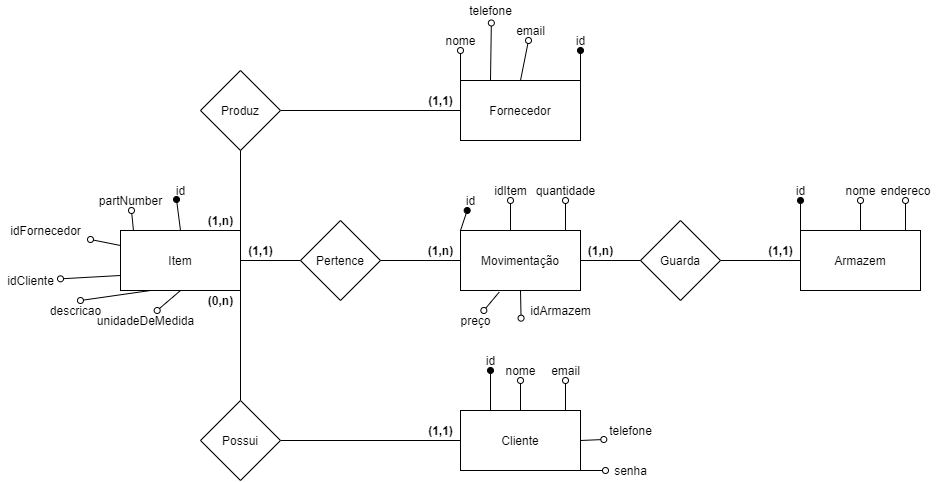 telefone
nome
email
id
Produz
(1,1)
Fornecedor
partNumber
id
(1,n)
idFornecedor
Item
(1,1)
idCliente
descricao
unidadeDeMedida
(0,n)
Pertence
(1,n)
id
idItem
quantidade
Movimentação
(1,n)
preço
idArmazem
Guarda
(1,1)
id
nome
endereco
Armazem
Possui
(1,1)
id
nome
email
Cliente
telefone
senha